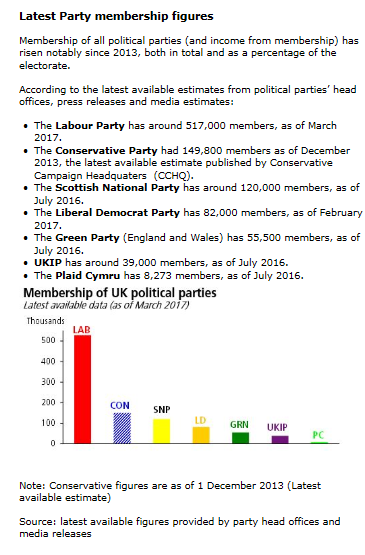 Latest Party membership figures
Membership of all political parties (and income from membership) has
risen notably since 2013, both in total and as a percentage of the
electorate.
According to the latest available estimates from political parties' head
offices, press releases and media estimates:
• The Labour Party has around 517,000 members, as of March
2017.
• The Conservative Party had 149,800 members as of December
2013, the latest available estimate published by Conservative
Campaign Headquaters (CCHQ).
• The Scottish National Party has around 120,000 members, as of
July 2016.
• The Liberal Democrat Party has 82,000 members, as of February
2017.
• The Green Party (England and Wales) has 55,500 members, as of
July 2016.
• UKIP has around 39,000 members, as of July 2016.
• The Plaid Cymru has 8,273 members, as of July 2016.
Membership of UK political parties
Latest available data (as of March 2017)
Thousands
LAB
500
400
300
200
CON
SNP
100
LD
GRN
UKIP
PC
0
Note: Conservative figures are as of 1 December 2013 (Latest
available estimate)
Source: latest available figures provided by party head offices and
media releases